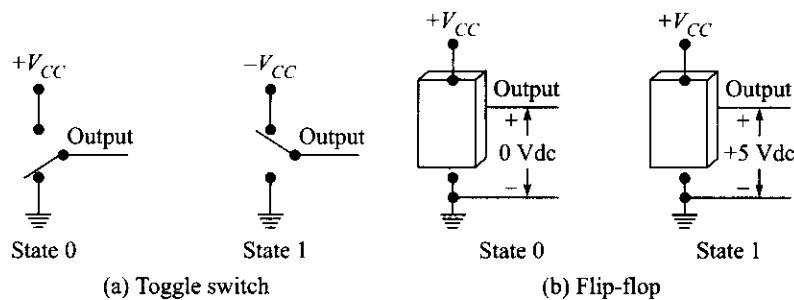 +V_CC
−V_CC
Output
Output
State 0
State 1
(a) Toggle switch
+V_CC
+V_CC
Output
+
0 Vdc
−
Output
+
+5 Vdc
−
State 0
State 1
(b) Flip-flop